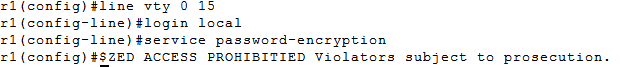 r1(config)#line vty 0 15
r1(config-line)#login local
r1(config-line)#service password-encryption
r1(config)#$ZED ACCESS PROHIBITIED Violators subject to prosecution.